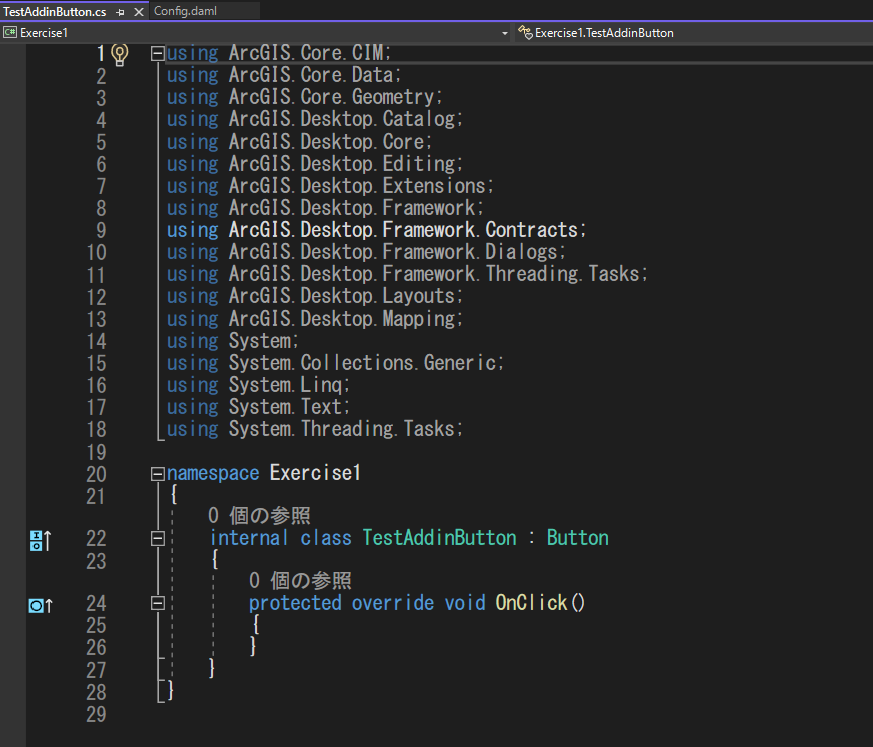 TestAddinButton.cs Config.daml
C# Exercise1 Exercise1.TestAddinButton
1 using ArcGIS.Core.CIM;
2 using ArcGIS.Core.Data;
3 using ArcGIS.Core.Geometry;
4 using ArcGIS.Desktop.Catalog;
5 using ArcGIS.Desktop.Core;
6 using ArcGIS.Desktop.Editing;
7 using ArcGIS.Desktop.Extensions;
8 using ArcGIS.Desktop.Framework;
9 using ArcGIS.Desktop.Framework.Contracts;
10 using ArcGIS.Desktop.Framework.Dialogs;
11 using ArcGIS.Desktop.Framework.Threading.Tasks;
12 using ArcGIS.Desktop.Layouts;
13 using ArcGIS.Desktop.Mapping;
14 using System;
15 using System.Collections.Generic;
16 using System.Linq;
17 using System.Text;
18 using System.Threading.Tasks;
19
20 namespace Exercise1
21 {
0 個の参照
22 internal class TestAddinButton : Button
23 {
0 個の参照
24 protected override void OnClick()
25 {
26 }
27 }
28 }
29